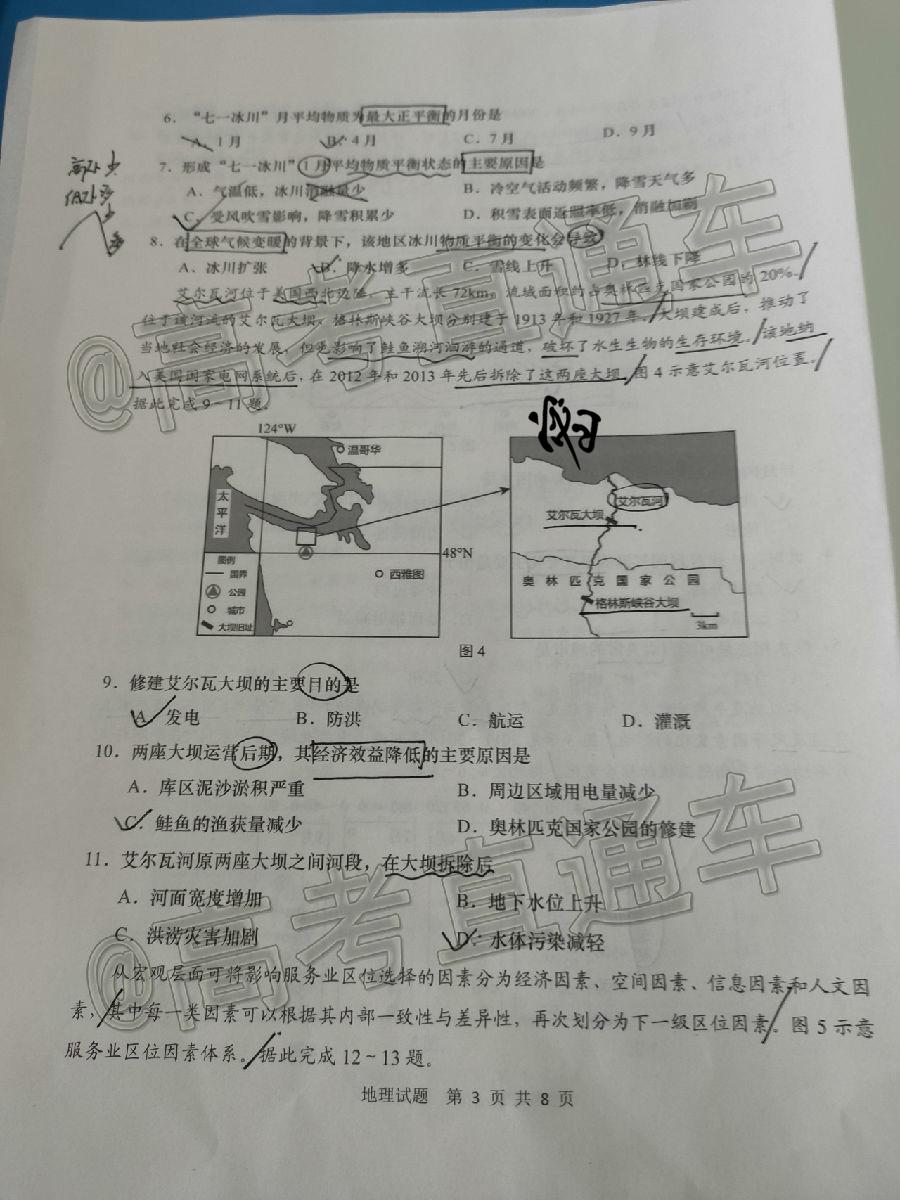 6．“七一冰川”月平均物质为最大正平衡的月份是
A．1月 B．4月 C．7月 D．9月
7．形成“七一冰川”1月平均物质平衡状态的主要原因是
A．气温低，冰川消融量少 B．冷空气活动频繁，降雪天气多
C．受风吹雪影响，降雪积累少 D．积雪表面反照率低，消融加剧
8．在全球气候变暖的背景下，该地区冰川物质平衡的变化会导致
A．冰川扩张 B．降水增多 C．雪线上升 D．林线下降
艾尔瓦河位于美国西北边陲，主干流长72km，流域面积约占奥林匹克国家公园的20%。
位于该河流的艾尔瓦大坝、格林斯峡谷大坝分别建于1913年和1927年。大坝建成后，推动了
当地社会经济的发展，但更影响了鲑鱼溯河洄游的通道，破坏了水生生物的生存环境。该地纳
入美国国家电网系统后，在2012年和2013年先后拆除了这两座大坝。图4示意艾尔瓦河位置。
据此完成9～11题。
124°W
温哥华
太平洋
48°N
图例
国界
公园
城市
大坝旧址
西雅图
艾尔瓦河
艾尔瓦大坝
奥林匹克国家公园
格林斯峡谷大坝
3km
图4
9．修建艾尔瓦大坝的主要目的是
A．发电 B．防洪 C．航运 D．灌溉
10．两座大坝运营后期，其经济效益降低的主要原因是
A．库区泥沙淤积严重 B．周边区域用电量减少
C．鲑鱼的渔获量减少 D．奥林匹克国家公园的修建
11．艾尔瓦河原两座大坝之间河段，在大坝拆除后
A．河面宽度增加 B．地下水位上升
C．洪涝灾害加剧 D．水体污染减轻
从宏观层面可将影响服务业区位选择的因素分为经济因素、空间因素、信息因素和人文因
素，其中每一类因素可以根据其内部一致性与差异性，再次划分为下一级区位因素。图5示意
服务业区位因素体系。据此完成12～13题。
地理试题 第3页共8页
@高考直通车
@高考直通车